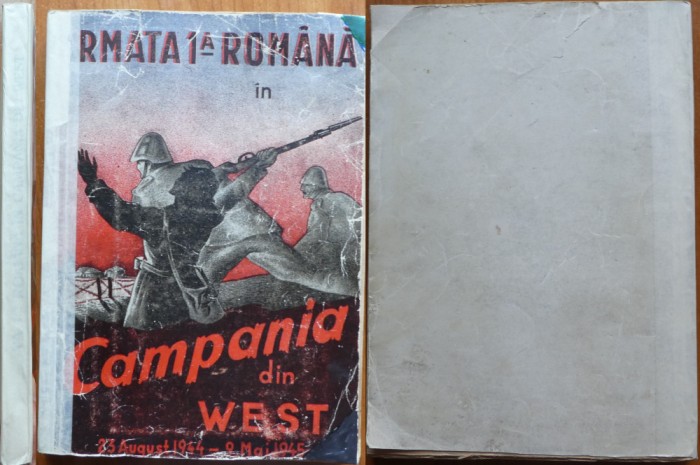 RMATA 1A ROMÂNĂ
în
Campania
din
WEST
23 August 1944 – 9 Mai 1945